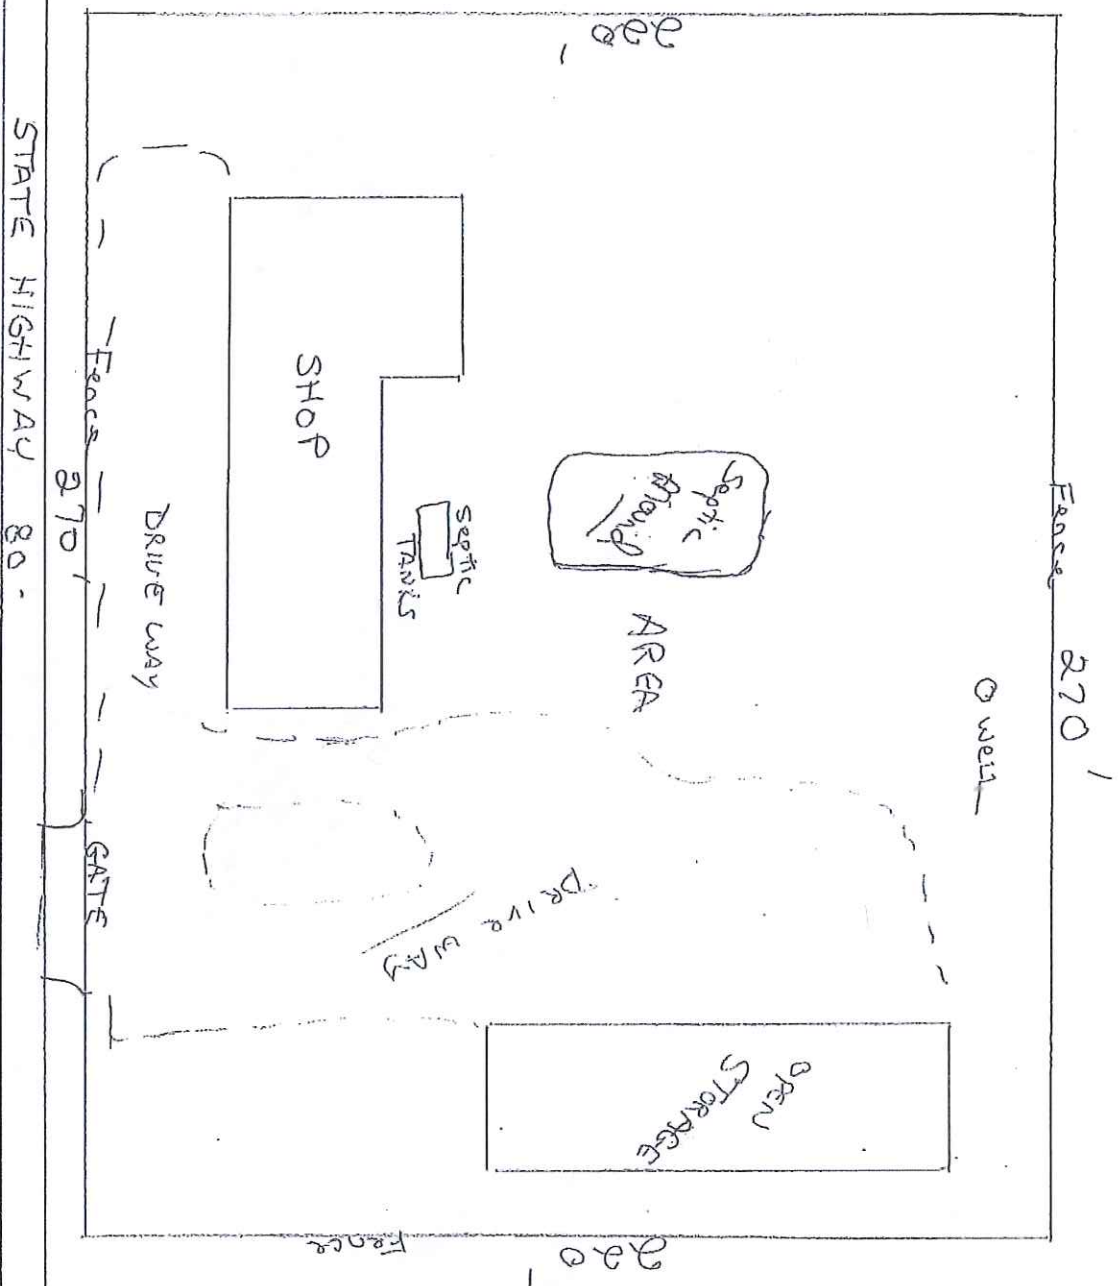 Fence 270'
O WELL
220'
Septic
Mound
AREA
DRIVE WAY
OPEN
STORAGE
220'
SEPTIC
TANKS
SHOP
Fence
DRIVE WAY
Fence
GATE
270'
STATE HIGHWAY 80.